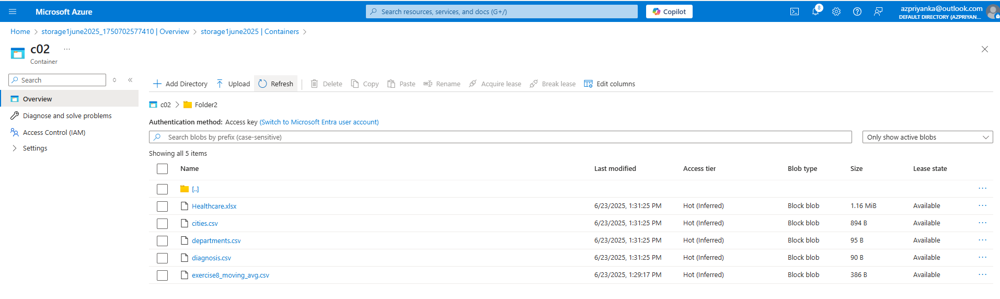 Microsoft Azure
Search resources, services, and docs (G+/)
Copilot
8
azpriyanka@outlook.com
DEFAULT DIRECTORY (AZPRIYAN...
Home > storage1june2025_1750702577410 | Overview > storage1june2025 | Containers >
c02 ...
Container
Search
Overview
Diagnose and solve problems
Access Control (IAM)
Settings
Add Directory Upload Refresh Delete Copy Paste Rename Acquire lease Break lease Edit columns
c02 > Folder2
Authentication method: Access key (Switch to Microsoft Entra user account)
Search blobs by prefix (case-sensitive)
Only show active blobs
Showing all 5 items
Name Last modified Access tier Blob type Size Lease state
[..] ...
Healthcare.xlsx 6/23/2025, 1:31:25 PM Hot (Inferred) Block blob 1.16 MiB Available ...
cities.csv 6/23/2025, 1:31:25 PM Hot (Inferred) Block blob 894 B Available ...
departments.csv 6/23/2025, 1:31:25 PM Hot (Inferred) Block blob 95 B Available ...
diagnosis.csv 6/23/2025, 1:31:25 PM Hot (Inferred) Block blob 90 B Available ...
exercise8_moving_avg.csv 6/23/2025, 1:29:17 PM Hot (Inferred) Block blob 386 B Available ...